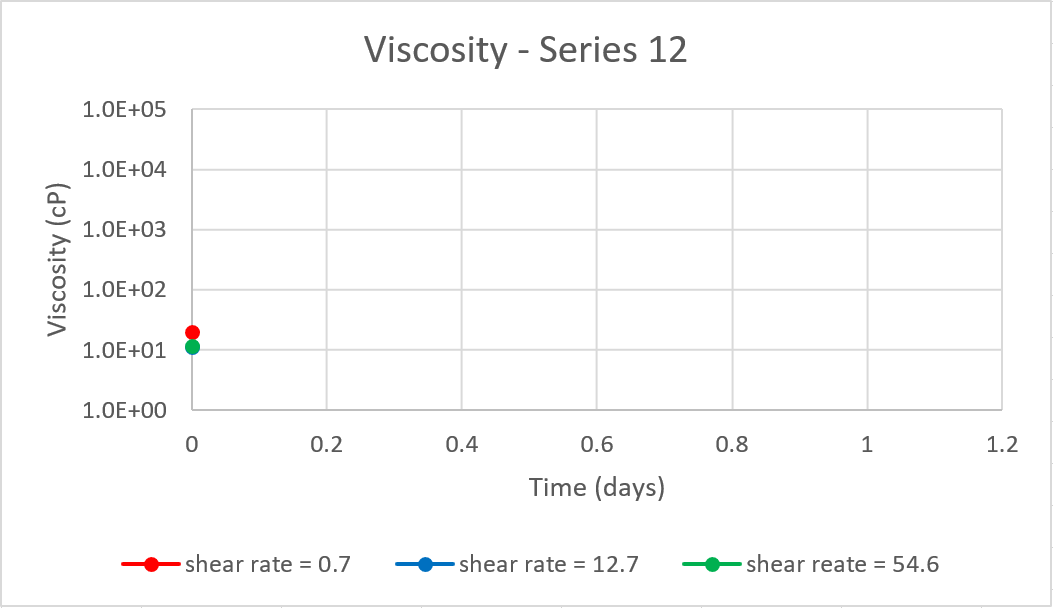 Viscosity - Series 12
1.0E+05
1.0E+04
1.0E+03
1.0E+02
1.0E+01
1.0E+00
Viscosity (cP)
0 0.2 0.4 0.6 0.8 1 1.2
Time (days)
shear rate = 0.7 shear rate = 12.7 shear reate = 54.6